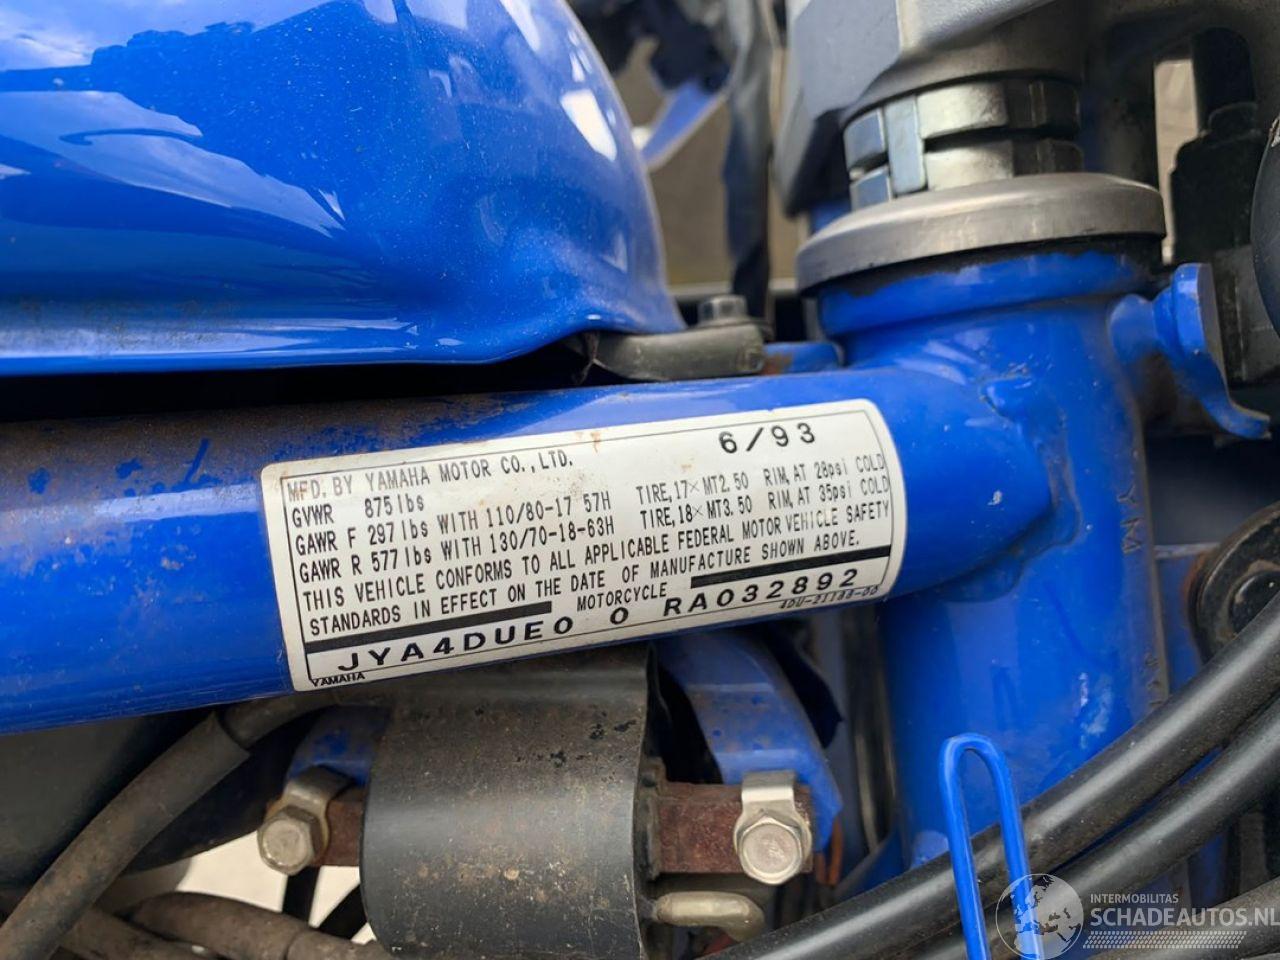 6/93
MFD. BY YAMAHA MOTOR CO., LTD.
GVWR 875 lbs
GAWR F 297 lbs WITH 110/80-17 57H TIRE, 17×MT2.50 RIM, AT 28psi COLD
GAWR R 577 lbs WITH 130/70-18-63H TIRE, 18×MT3.50 RIM, AT 35psi COLD
THIS VEHICLE CONFORMS TO ALL APPLICABLE FEDERAL MOTOR VEHICLE SAFETY
STANDARDS IN EFFECT ON THE DATE OF MANUFACTURE SHOWN ABOVE.
MOTORCYCLE
JYA4DUE0 0 RA032892
4DU-21188-00
YAMAHA
INTERMOBILITAS
SCHADEAUTOS.NL